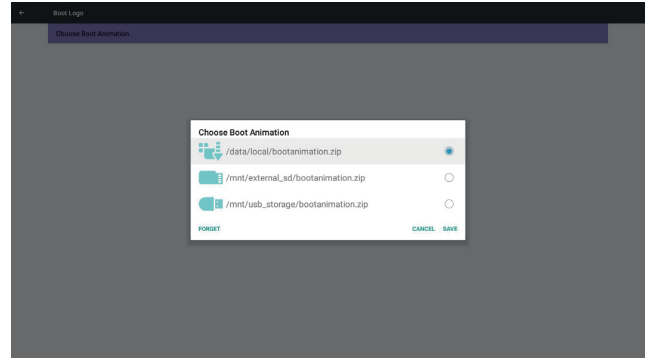 Boot Logo
Choose Boot Animation
Choose Boot Animation
/data/local/bootanimation.zip
/mnt/external_sd/bootanimation.zip
/mnt/usb_storage/bootanimation.zip
FORGET CANCEL SAVE